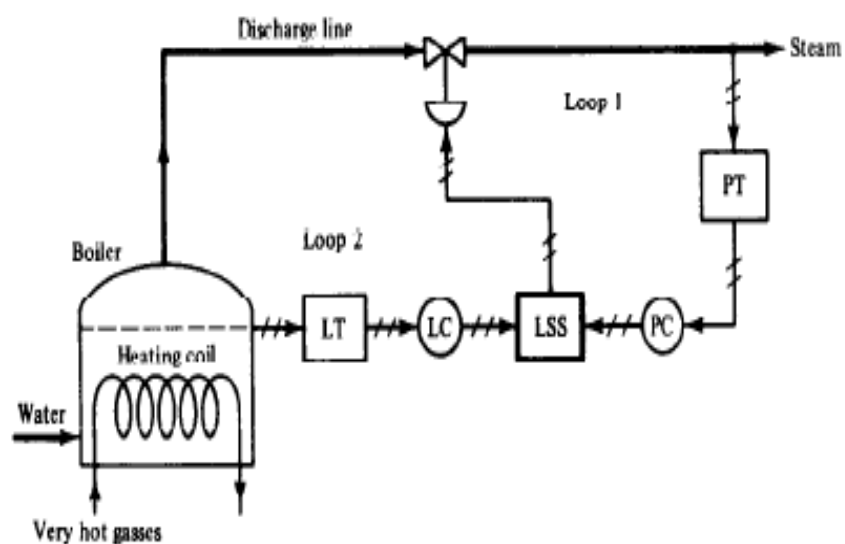 Discharge line
Steam
Loop 1
PT
Loop 2
Boiler
LT
LC
LSS
PC
Heating coil
Water
Very hot gasses